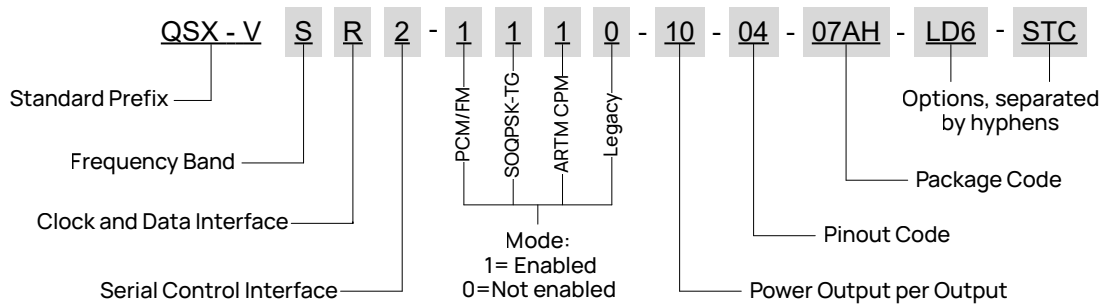 QSX - V S R 2 - 1 1 1 0 - 10 - 04 - 07AH - LD6 - STC
PCM/FM
SOQPSK-TG
ARTM CPM
Legacy
Standard Prefix
Options, separated
by hyphens
Frequency Band
Package Code
Clock and Data Interface
Pinout Code
Mode:
1= Enabled
0=Not enabled
Serial Control Interface
Power Output per Output